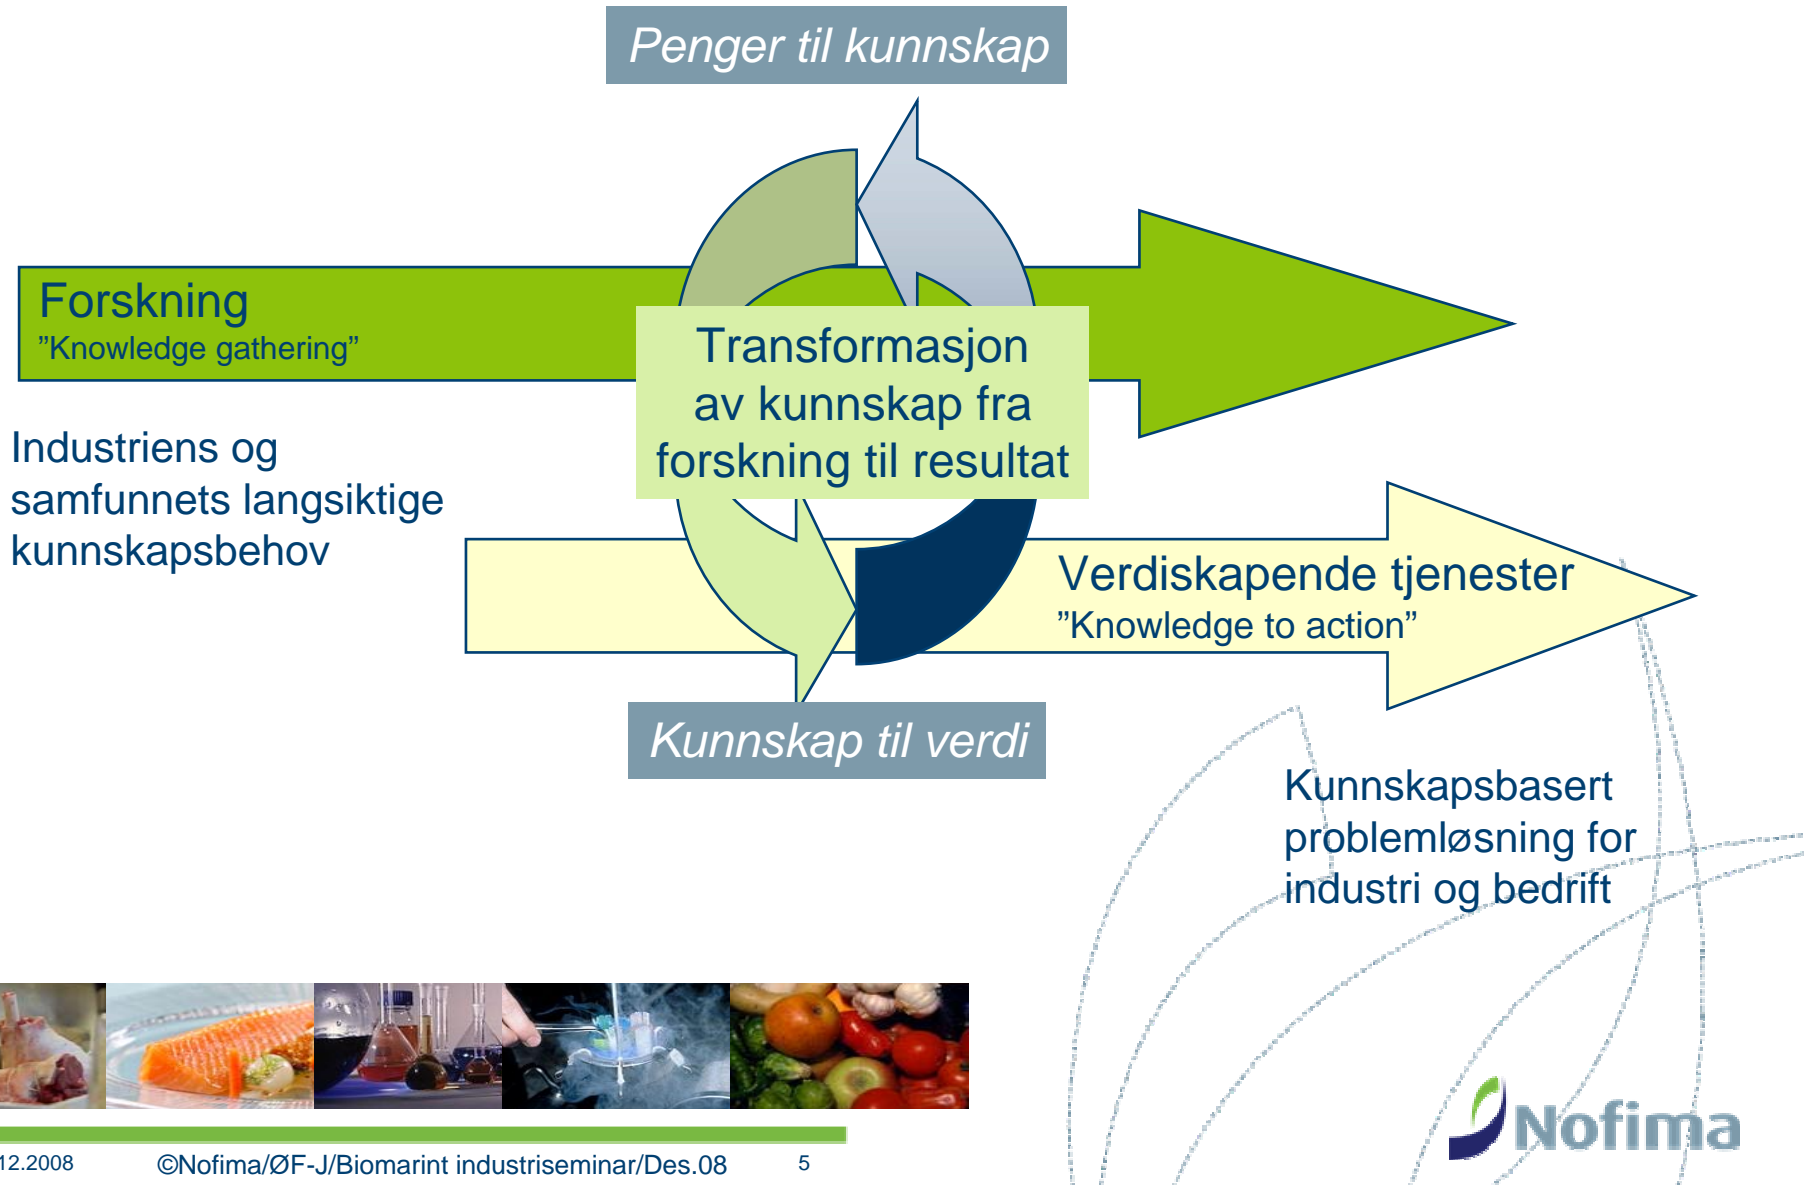 Penger til kunnskap
Forskning
”Knowledge gathering”
Transformasjon
av kunnskap fra
forskning til resultat
Industriens og
samfunnets langsiktige
kunnskapsbehov
Verdiskapende tjenester
”Knowledge to action”
Kunnskap til verdi
Kunnskapsbasert
problemløsning for
industri og bedrift
Nofima
12.2008
©Nofima/ØF-J/Biomarint industriseminar/Des.08
5